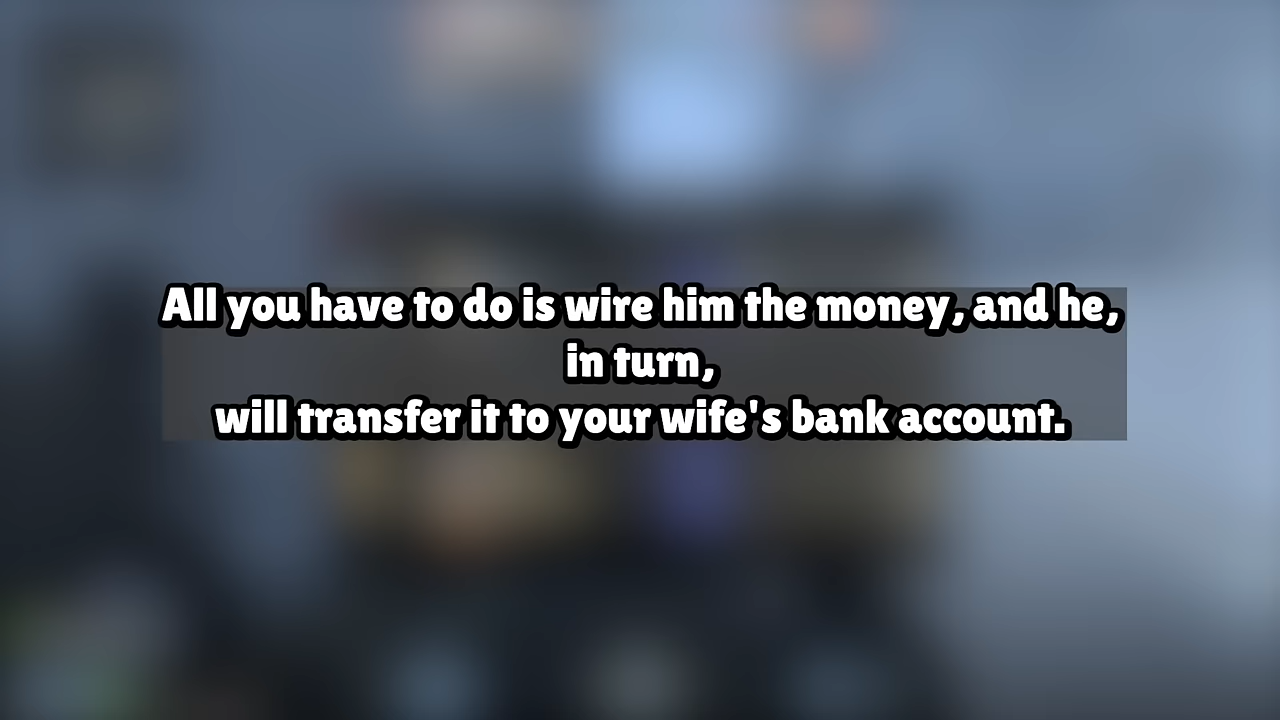 All you have to do is wire him the money, and he,
in turn,
will transfer it to your wife's bank account.